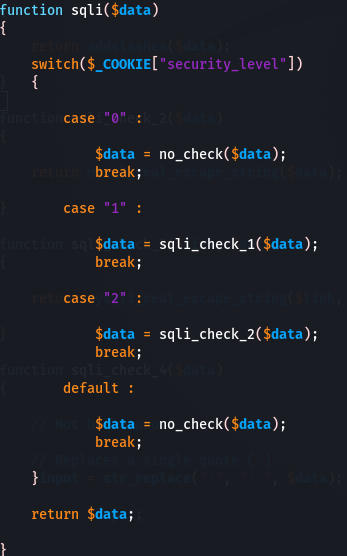 function sqli($data)
{
switch($_COOKIE["security_level"])
{
case "0" :
$data = no_check($data);
break;
case "1" :
$data = sqli_check_1($data);
break;
case "2" :
$data = sqli_check_2($data);
break;
default :
$data = no_check($data);
break;
}
return $data;
}